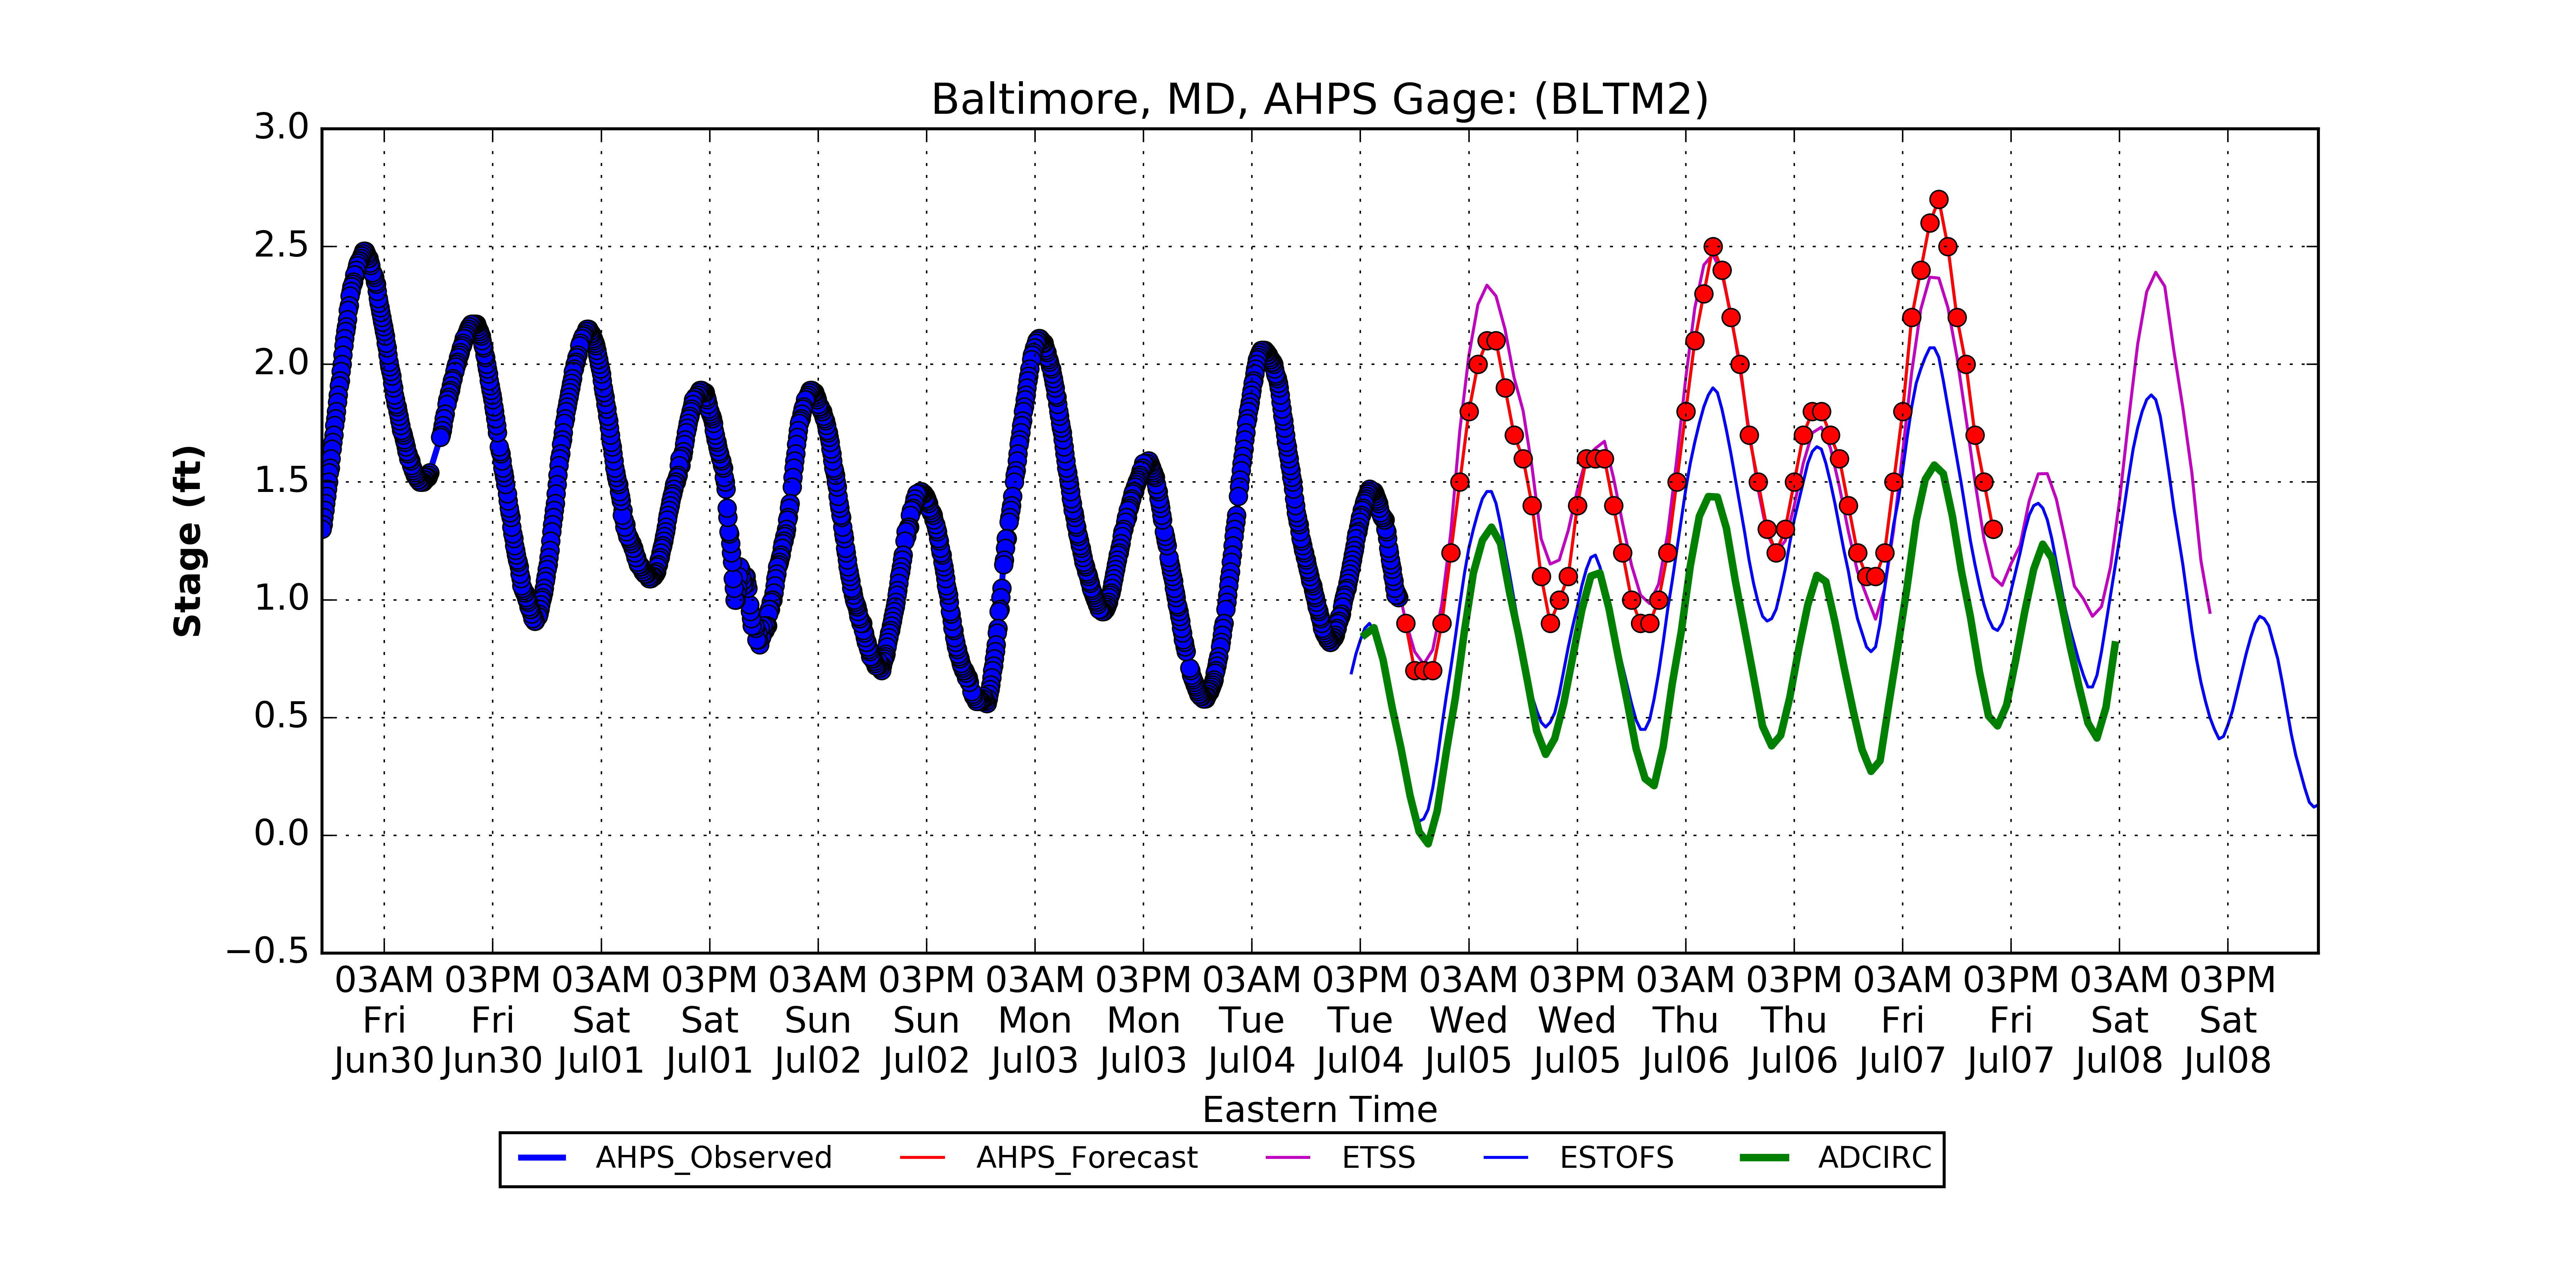 Baltimore, MD, AHPS Gage: (BLTM2)
3.0
2.5
2.0
1.5
1.0
0.5
0.0
−0.5
Stage (ft)
03AM 03PM 03AM 03PM 03AM 03PM 03AM 03PM 03AM 03PM 03AM 03PM 03AM 03PM 03AM 03PM 03AM 03PM
Fri Fri Sat Sat Sun Sun Mon Mon Tue Tue Wed Wed Thu Thu Fri Fri Sat Sat
Jun30 Jun30 Jul01 Jul01 Jul02 Jul02 Jul03 Jul03 Jul04 Jul04 Jul05 Jul05 Jul06 Jul06 Jul07 Jul07 Jul08 Jul08
Eastern Time
AHPS_Observed AHPS_Forecast ETSS ESTOFS ADCIRC